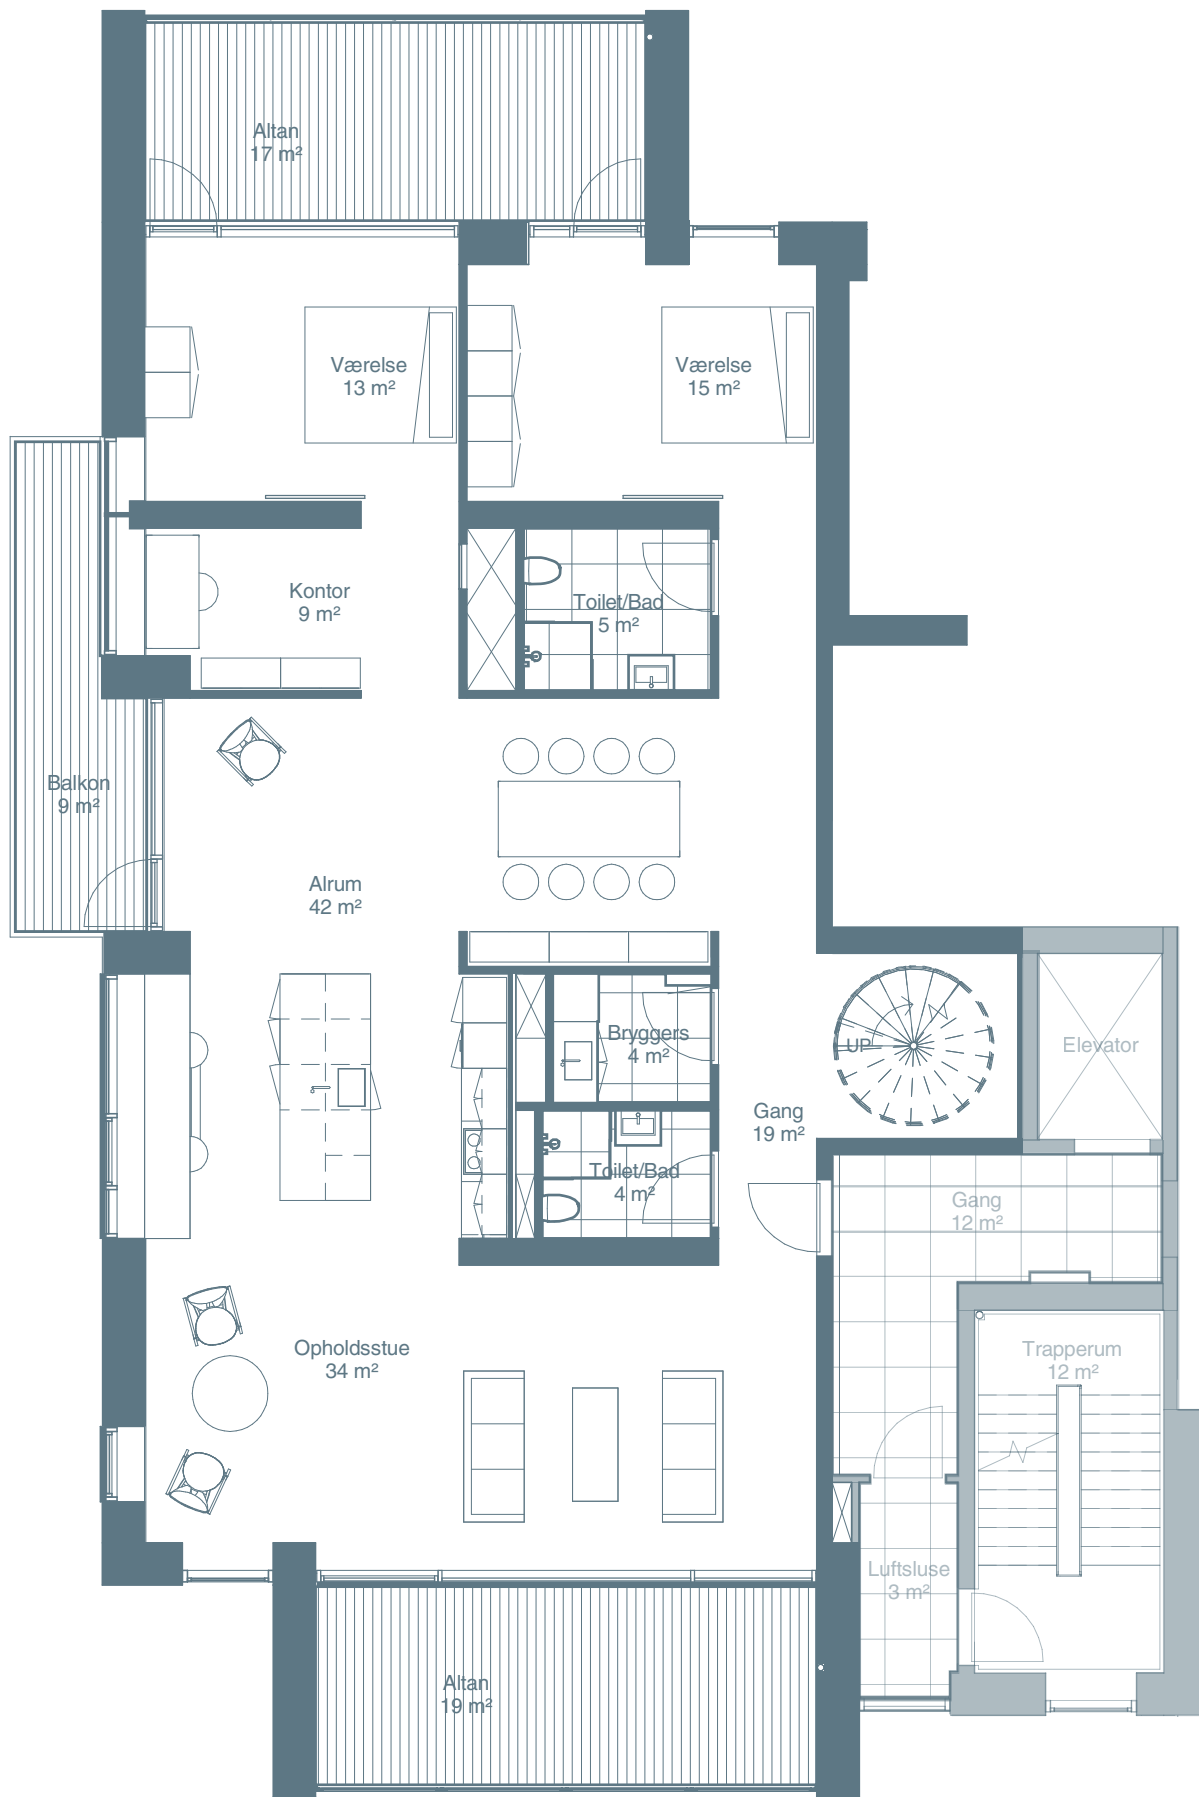 Altan
17 m²
Værelse
13 m²
Værelse
15 m²
Kontor
9 m²
Toilet/Bad
5 m²
Balkon
9 m²
Alrum
42 m²
Bryggers
4 m²
UP
Elevator
Gang
19 m²
Toilet/Bad
4 m²
Gang
12 m²
Opholdsstue
34 m²
Trapperum
12 m²
Luftsluse
3 m²
Altan
19 m²